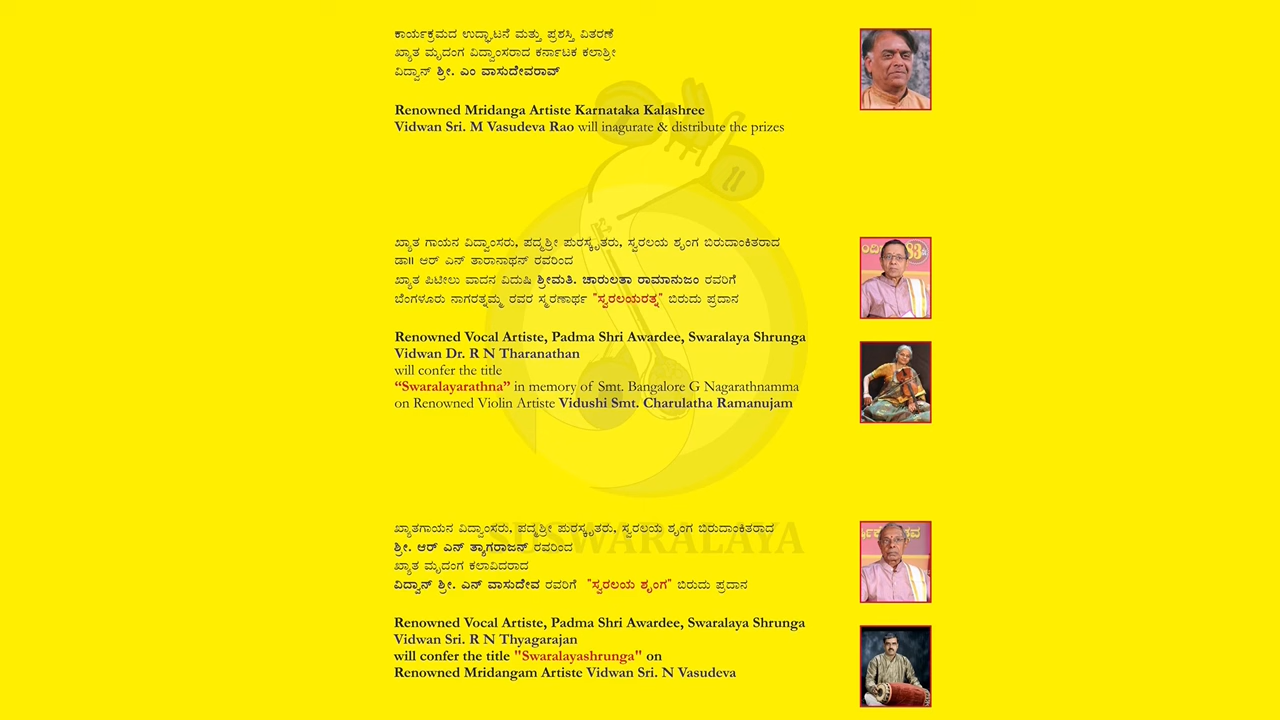 ಕಾರ್ಯಕ್ರಮದ ಉದ್ಘಾಟನೆ ಮತ್ತು ಪ್ರಶಸ್ತಿ ವಿತರಣೆ
ಖ್ಯಾತ ಮೃದಂಗ ವಿದ್ವಾಂಸರಾದ ಕರ್ನಾಟಕ ಕಲಾಶ್ರೀ
ವಿದ್ವಾನ್ ಶ್ರೀ. ಎಂ ವಾಸುದೇವರಾವ್
Renowned Mridanga Artiste Karnataka Kalashree
Vidwan Sri. M Vasudeva Rao will inagurate & distribute the prizes
ಖ್ಯಾತ ಗಾಯನ ವಿದ್ವಾಂಸರು, ಪದ್ಮಶ್ರೀ ಪುರಸ್ಕೃತರು, ಸ್ವರಲಯ ಶೃಂಗ ಬಿರುದಾಂಕಿತರಾದ
ಡಾ॥ ಆರ್ ಎನ್ ತಾರಾನಾಥನ್ ರವರಿಂದ
ಖ್ಯಾತ ಪಿಟೀಲು ವಾದನ ವಿದುಷಿ ಶ್ರೀಮತಿ. ಚಾರುಲತಾ ರಾಮಾನುಜಂ ರವರಿಗೆ
ಬೆಂಗಳೂರು ನಾಗರತ್ನಮ್ಮ ರವರ ಸ್ಮರಣಾರ್ಥ "ಸ್ವರಲಯರತ್ನ" ಬಿರುದು ಪ್ರದಾನ
Renowned Vocal Artiste, Padma Shri Awardee, Swaralaya Shrunga
Vidwan Dr. R N Tharanathan
will confer the title
“Swaralayarathna” in memory of Smt. Bangalore G Nagarathnamma
on Renowned Violin Artiste Vidushi Smt. Charulatha Ramanujam
ಖ್ಯಾತಗಾಯನ ವಿದ್ವಾಂಸರು, ಪದ್ಮಶ್ರೀ ಪುರಸ್ಕೃತರು, ಸ್ವರಲಯ ಶೃಂಗ ಬಿರುದಾಂಕಿತರಾದ
SUSWARALAYA
ಶ್ರೀ. ಆರ್ ಎನ್ ತ್ಯಾಗರಾಜನ್ ರವರಿಂದ
ಖ್ಯಾತ ಮೃದಂಗ ಕಲಾವಿದರಾದ
ವಿದ್ವಾನ್ ಶ್ರೀ. ಎನ್ ವಾಸುದೇವ ರವರಿಗೆ "ಸ್ವರಲಯ ಶೃಂಗ" ಬಿರುದು ಪ್ರದಾನ
Renowned Vocal Artiste, Padma Shri Awardee, Swaralaya Shrunga
Vidwan Sri. R N Thyagarajan
will confer the title "Swaralayashrunga" on
Renowned Mridangam Artiste Vidwan Sri. N Vasudeva